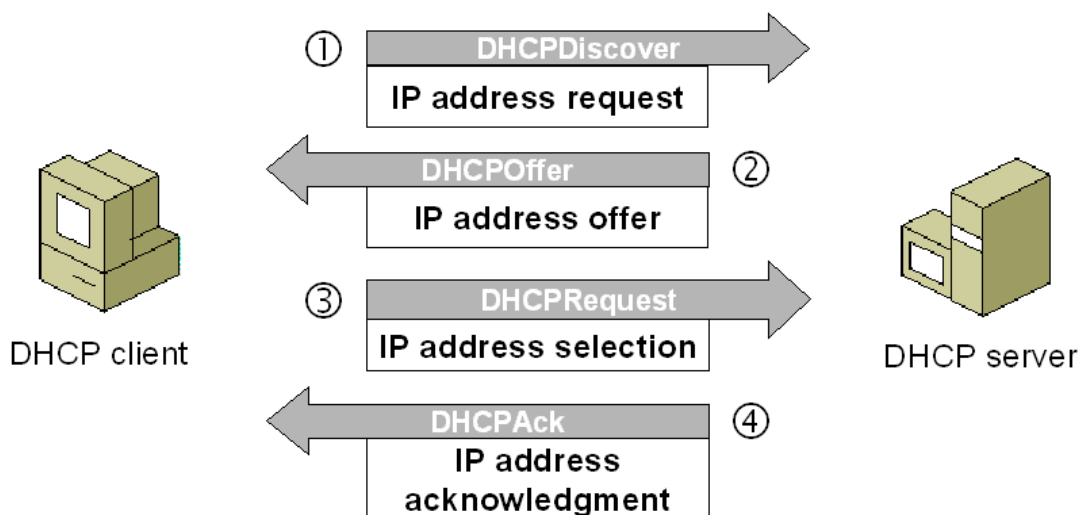 ① DHCPDiscover
IP address request
DHCPOffer ②
IP address offer
③ DHCPRequest
IP address selection
DHCP client
DHCP server
DHCPAck ④
IP address
acknowledgment